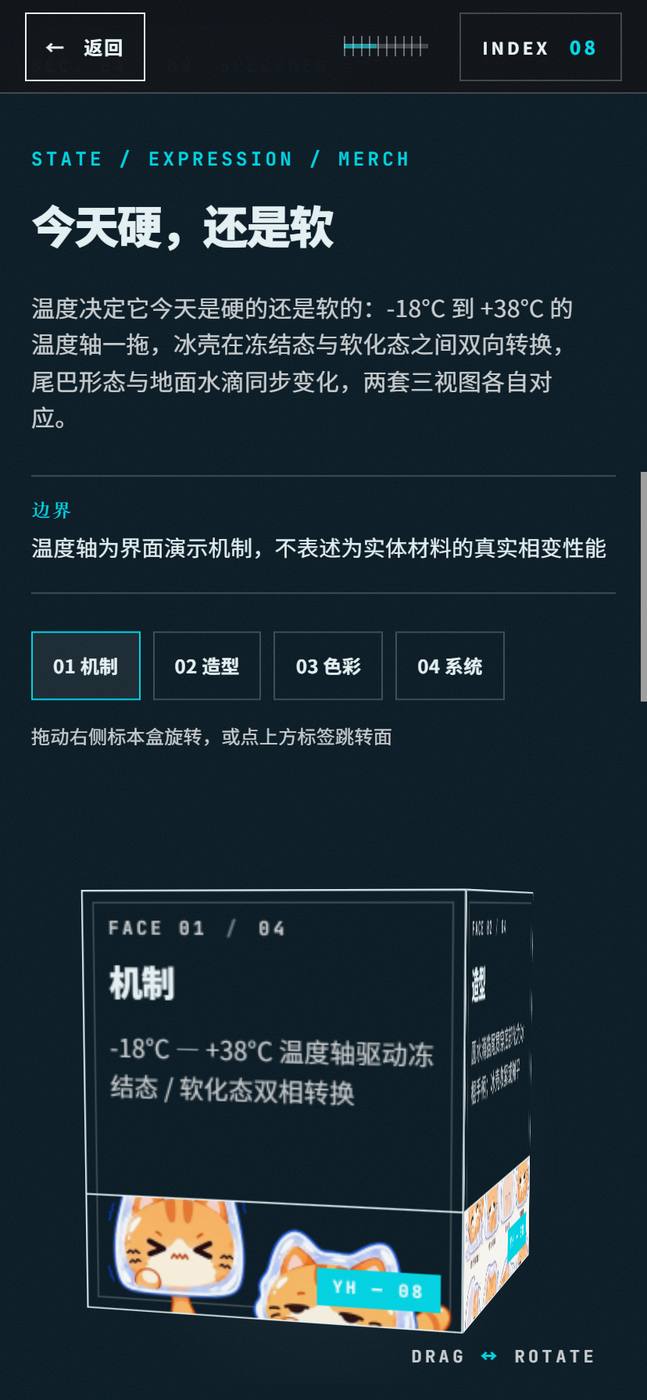 ← 返回
INDEX 08
STATE / EXPRESSION / MERCH
今天硬，还是软
温度决定它今天是硬的还是软的：-18℃ 到 +38℃ 的
温度轴一拖，冰壳在冻结态与软化态之间双向转换，
尾巴形态与地面水滴同步变化，两套三视图各自对
应。
边界
温度轴为界面演示机制，不表述为实体材料的真实相变性能
01 机制
02 造型
03 色彩
04 系统
拖动右侧标本盒旋转，或点上方标签跳转面
FACE 01 / 04
机制
-18℃ — +38℃ 温度轴驱动冻
结态 / 软化态双相转换
YH — 08
FACE 02 / 04
造型
DRAG ↔ ROTATE